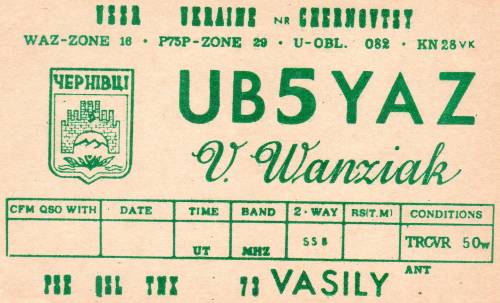 USSR UKRAINE NR CHERNOVTSY
WAZ-ZONE 16 · P75P-ZONE 29 · U-OBL. 082 · KN28VK
ЧЕРНІВЦІ
UB5YAZ
V. Wanziak
CFM QSO WITH DATE TIME BAND 2·WAY RS(T.M) CONDITIONS
UT MHZ SSB TRCVR 50w
ANT
PSE QSL TNX 73 VASILY